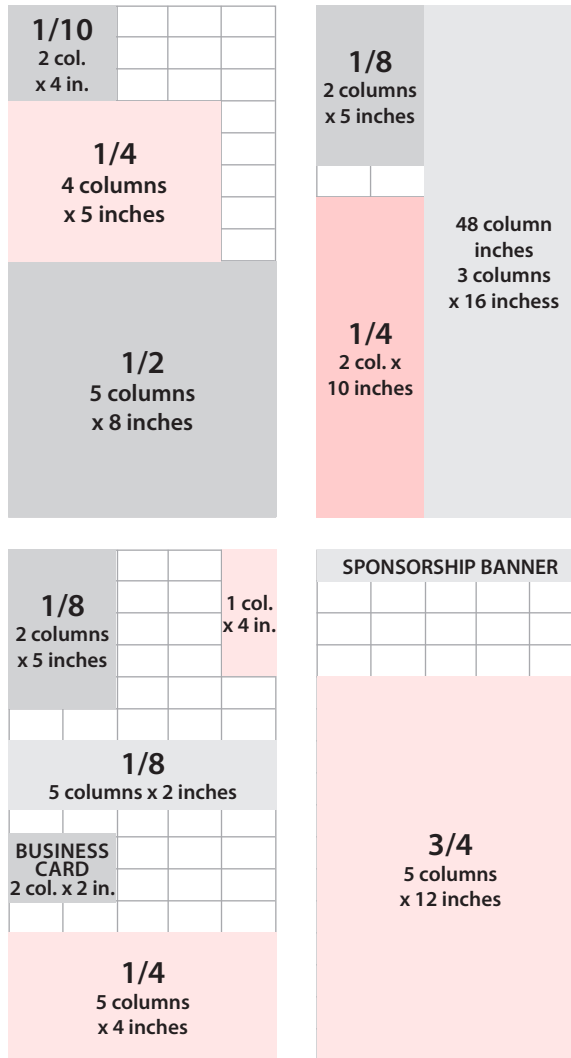 1/10
2 col.
x 4 in.
1/4
4 columns
x 5 inches
1/2
5 columns
x 8 inches
1/8
2 columns
x 5 inches
1/4
2 col. x
10 inches
48 column
inches
3 columns
x 16 inchess
1/8
2 columns
x 5 inches
1 col.
x 4 in.
1/8
5 columns x 2 inches
BUSINESS
CARD
2 col. x 2 in.
1/4
5 columns
x 4 inches
SPONSORSHIP BANNER
3/4
5 columns
x 12 inches